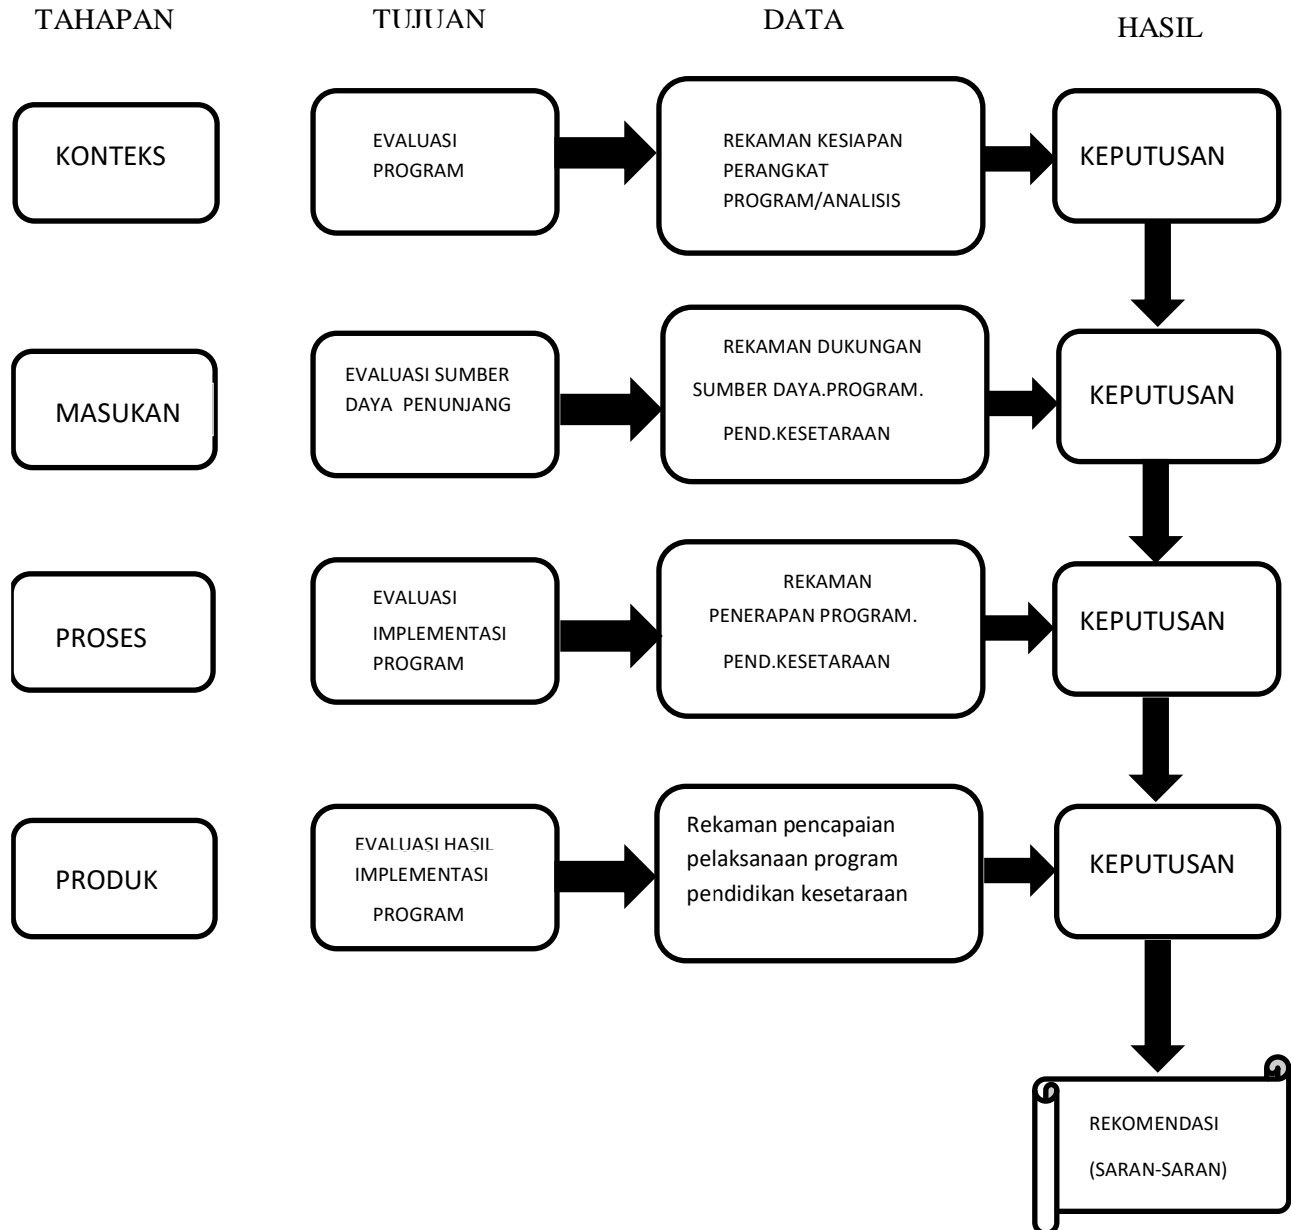 TAHAPAN
TUJUAN
DATA
HASIL
KONTEKS
EVALUASI
PROGRAM
REKAMAN KESIAPAN
PERANGKAT
PROGRAM/ANALISIS
KEPUTUSAN
MASUKAN
EVALUASI SUMBER
DAYA PENUNJANG
REKAMAN DUKUNGAN
SUMBER DAYA.PROGRAM.
PEND.KESETARAAN
KEPUTUSAN
PROSES
EVALUASI
IMPLEMENTASI
PROGRAM
REKAMAN
PENERAPAN PROGRAM.
PEND.KESETARAAN
KEPUTUSAN
PRODUK
EVALUASI HASIL
IMPLEMENTASI
PROGRAM
Rekaman pencapaian
pelaksanaan program
pendidikan kesetaraan
KEPUTUSAN
REKOMENDASI
(SARAN-SARAN)